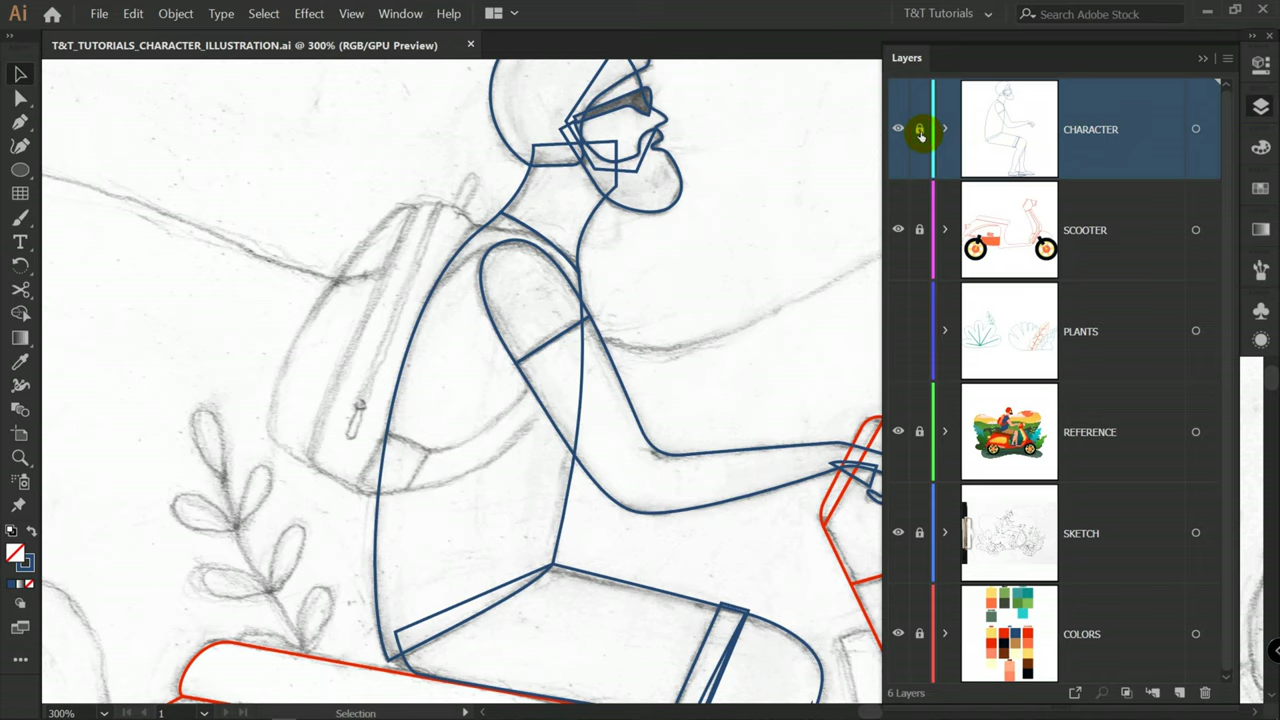 Ai File Edit Object Type Select Effect View Window Help T&T Tutorials Search Adobe Stock
T&T_TUTORIALS_CHARACTER_ILLUSTRATION.ai @ 300% (RGB/GPU Preview)
Layers
CHARACTER
SCOOTER
PLANTS
REFERENCE
SKETCH
COLORS
6 Layers
300% 1 Selection